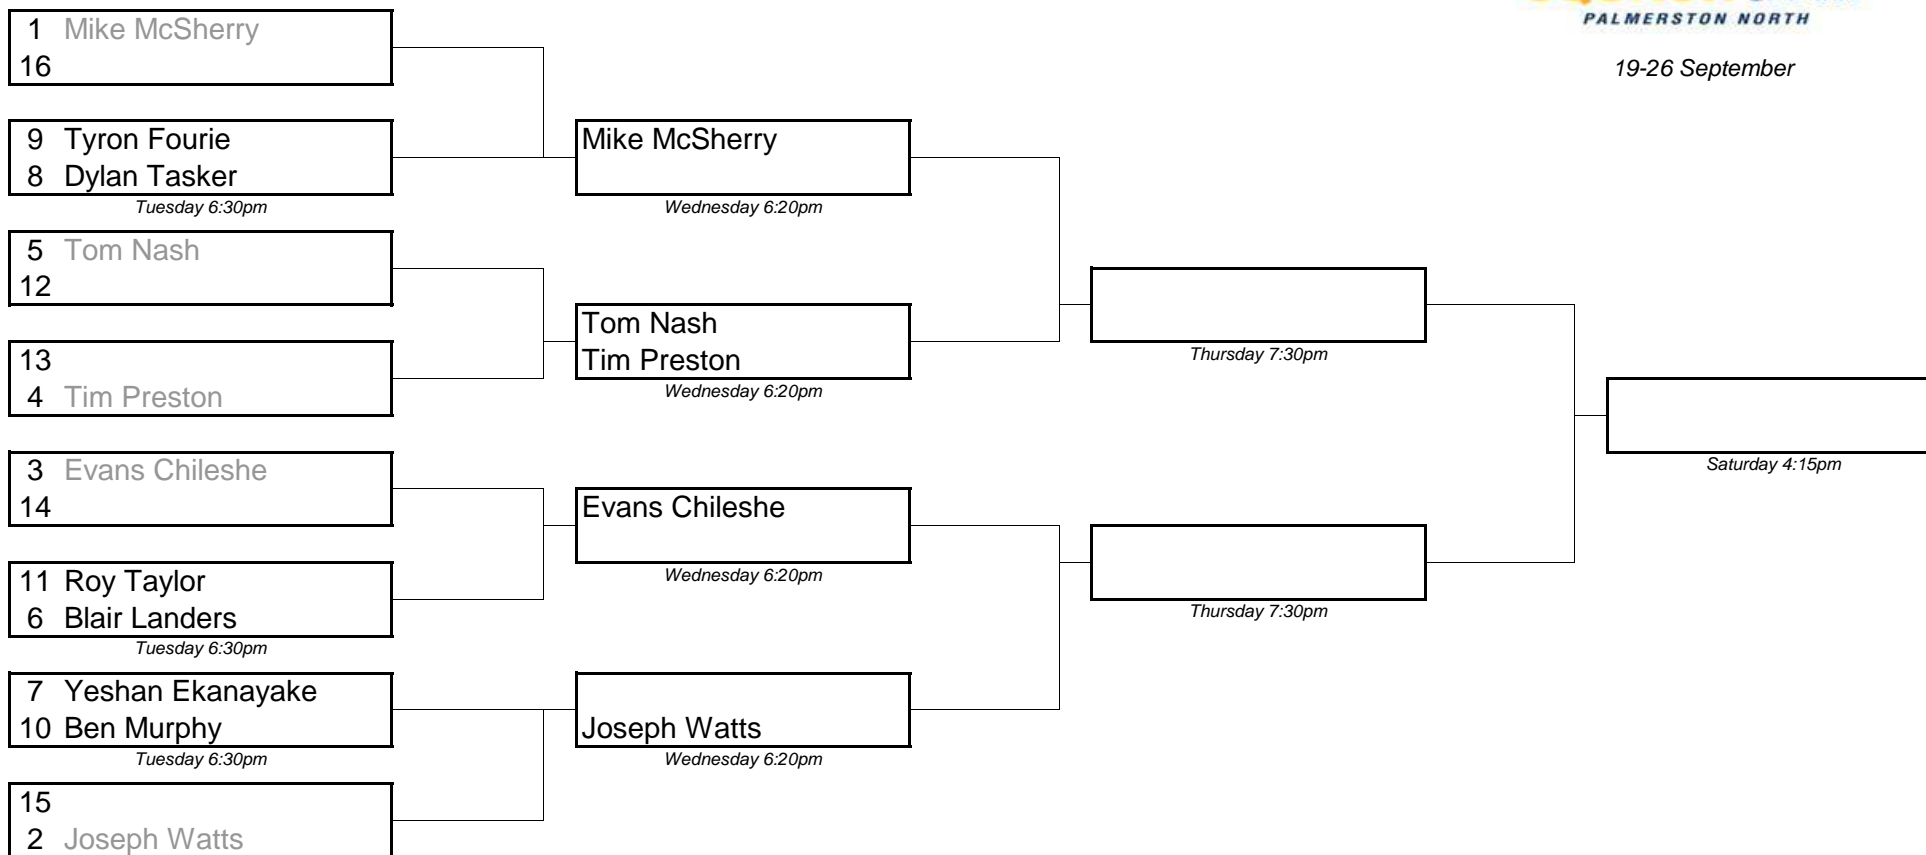 PALMERSTON NORTH
19-26 September
1 Mike McSherry
16
9 Tyron Fourie
8 Dylan Tasker
Tuesday 6:30pm
5 Tom Nash
12
13
4 Tim Preston
3 Evans Chileshe
14
11 Roy Taylor
6 Blair Landers
Tuesday 6:30pm
7 Yeshan Ekanayake
10 Ben Murphy
Tuesday 6:30pm
15
2 Joseph Watts
Mike McSherry
Wednesday 6:20pm
Tom Nash
Tim Preston
Wednesday 6:20pm
Evans Chileshe
Wednesday 6:20pm
Joseph Watts
Wednesday 6:20pm
Thursday 7:30pm
Thursday 7:30pm
Saturday 4:15pm